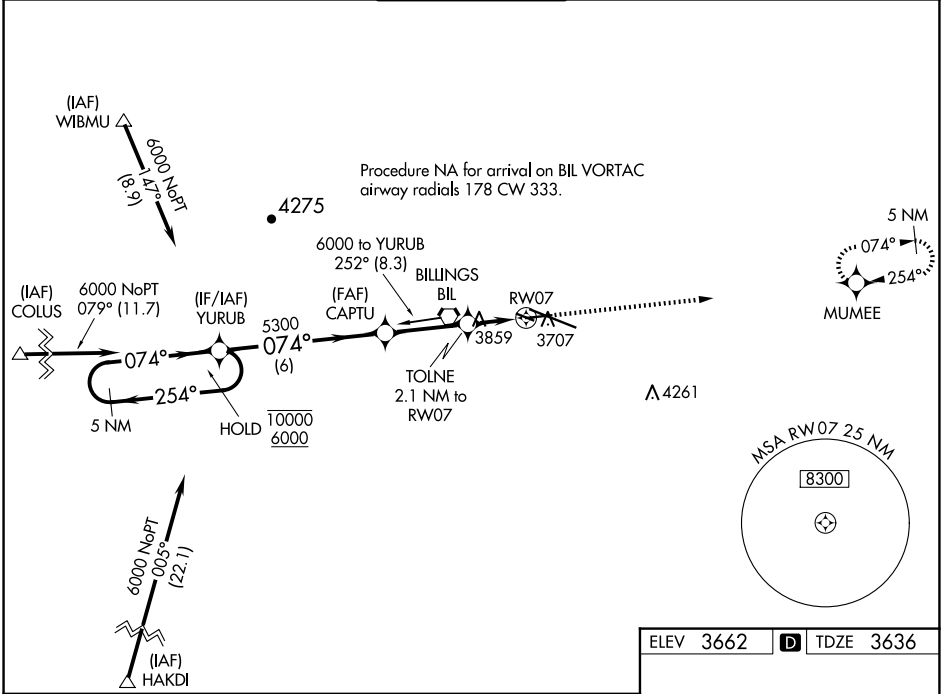 (IAF)
WIBMU
6000 NoPT
147°
(8.9)
Procedure NA for arrival on BIL VORTAC
airway radials 178 CW 333.
4275
5 NM
074°
254°
MUMEE
6000 to YURUB
252° (8.3)
BILLINGS
BIL
(IAF)
COLUS
6000 NoPT
079° (11.7)
(IF/IAF)
YURUB
(FAF)
CAPTU
RW07
5300
074°
(6)
3859
3707
074°
254°
5 NM
HOLD
10000
6000
TOLNE
2.1 NM to
RW07
4261
MSA RW07 25 NM
8300
6000 NoPT
005°
(22.1)
(IAF)
HAKDI
ELEV 3662 D TDZE 3636